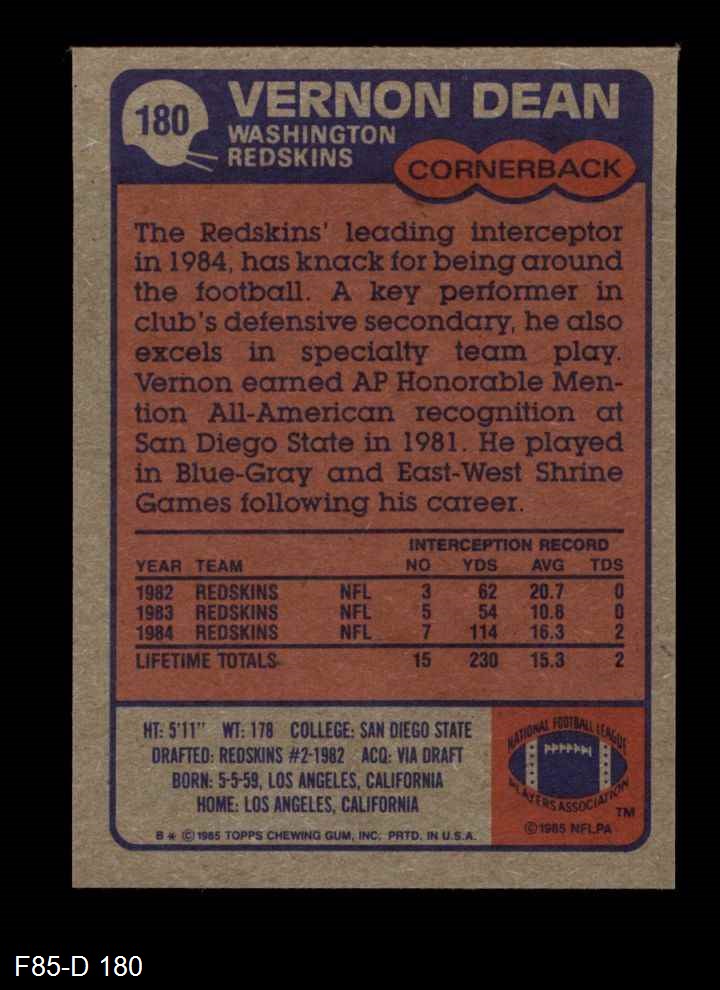 180
VERNON DEAN
WASHINGTON
REDSKINS
CORNERBACK
The Redskins' leading interceptor
in 1984, has knack for being around
the football. A key performer in
club's defensive secondary, he also
excels in specialty team play.
Vernon earned AP Honorable Men-
tion All-American recognition at
San Diego State in 1981. He played
in Blue-Gray and East-West Shrine
Games following his career.
INTERCEPTION RECORD
YEAR TEAM NO YDS AVG TDS
1982 REDSKINS NFL 3 62 20.7 0
1983 REDSKINS NFL 5 54 10.8 0
1984 REDSKINS NFL 7 114 16.3 2
LIFETIME TOTALS 15 230 15.3 2
HT: 5'11" WT: 178 COLLEGE: SAN DIEGO STATE
DRAFTED: REDSKINS #2-1982 ACQ: VIA DRAFT
BORN: 5-5-59, LOS ANGELES, CALIFORNIA
HOME: LOS ANGELES, CALIFORNIA
B * © 1985 TOPPS CHEWING GUM, INC. PRTD. IN U.S.A.
NATIONAL FOOTBALL LEAGUE
PLAYERS ASSOCIATION
TM
© 1985 NFLPA
F85-D 180